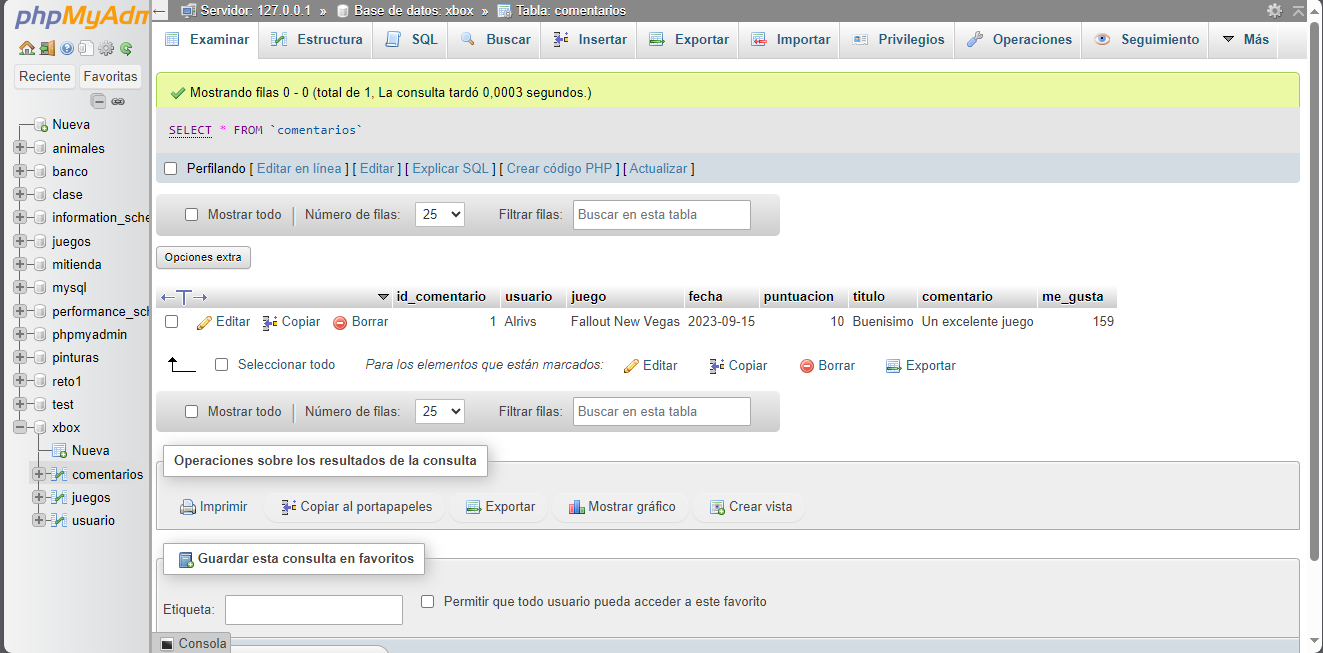 phpMyAdm
Servidor: 127.0.0.1 » Base de datos: xbox » Tabla: comentarios
Examinar Estructura SQL Buscar Insertar Exportar Importar Privilegios Operaciones Seguimiento Más
Reciente Favoritas
Nueva
animales
banco
clase
information_sche
juegos
mitienda
mysql
performance_sch
phpmyadmin
pinturas
reto1
test
xbox
Nueva
comentarios
juegos
usuario
Mostrando filas 0 - 0 (total de 1, La consulta tardó 0,0003 segundos.)
SELECT * FROM `comentarios`
Perfilando [ Editar en línea ] [ Editar ] [ Explicar SQL ] [ Crear código PHP ] [ Actualizar ]
Mostrar todo Número de filas: 25 Filtrar filas: Buscar en esta tabla
Opciones extra
←T→ id_comentario usuario juego fecha puntuacion titulo comentario me_gusta
Editar Copiar Borrar 1 Alrivs Fallout New Vegas 2023-09-15 10 Buenisimo Un excelente juego 159
Seleccionar todo Para los elementos que están marcados: Editar Copiar Borrar Exportar
Mostrar todo Número de filas: 25 Filtrar filas: Buscar en esta tabla
Operaciones sobre los resultados de la consulta
Imprimir Copiar al portapapeles Exportar Mostrar gráfico Crear vista
Guardar esta consulta en favoritos
Etiqueta: Permitir que todo usuario pueda acceder a este favorito
Consola